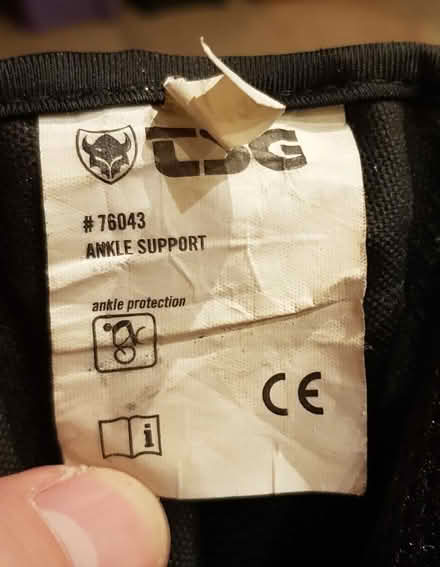 TSG
# 76043
ANKLE SUPPORT
ankle protection
CE
i